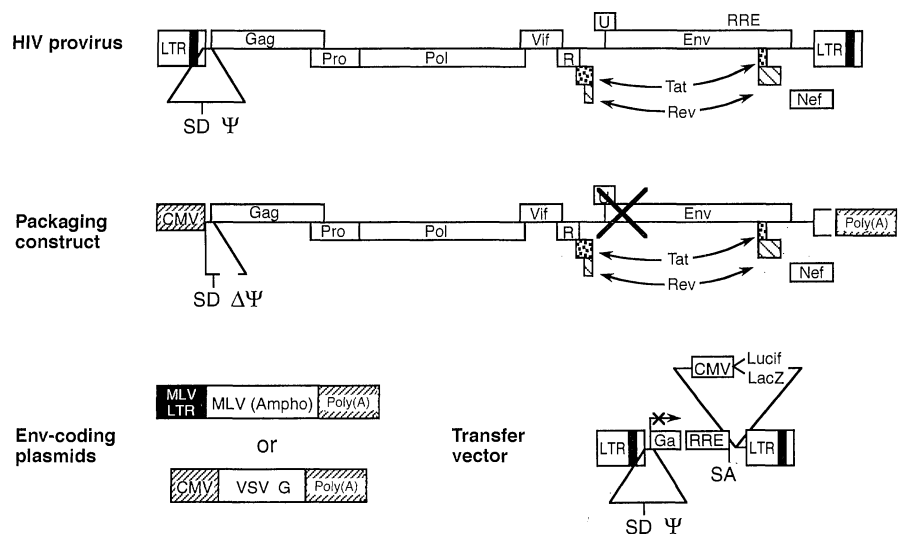 HIV provirus
LTR
Gag
Pro
Pol
Vif
R
U
RRE
Env
Tat
Rev
Nef
LTR
SD Ψ
Packaging
construct
CMV
Gag
Pro
Pol
Vif
R
U
Env
Tat
Rev
Nef
Poly(A)
SD ΔΨ
Env-coding
plasmids
MLV
LTR
MLV (Ampho)
Poly(A)
or
CMV
VSV G
Poly(A)
Transfer
vector
CMV
Lucif
LacZ
LTR
Ga
RRE
LTR
SA
SD Ψ